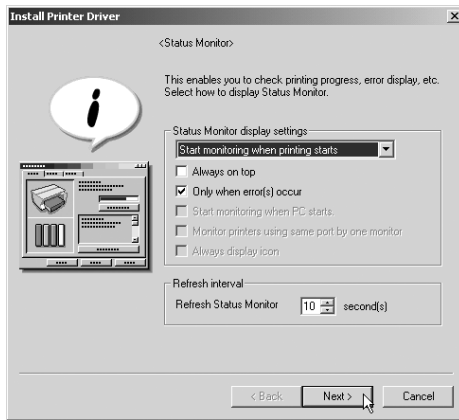 Install Printer Driver
<Status Monitor>
This enables you to check printing progress, error display, etc.
Select how to display Status Monitor.
Status Monitor display settings
Start monitoring when printing starts
Always on top
Only when error(s) occur
Start monitoring when PC starts
Monitor printers using same port by one monitor
Always display icon
Refresh interval
Refresh Status Monitor 10 second(s)
< Back Next > Cancel